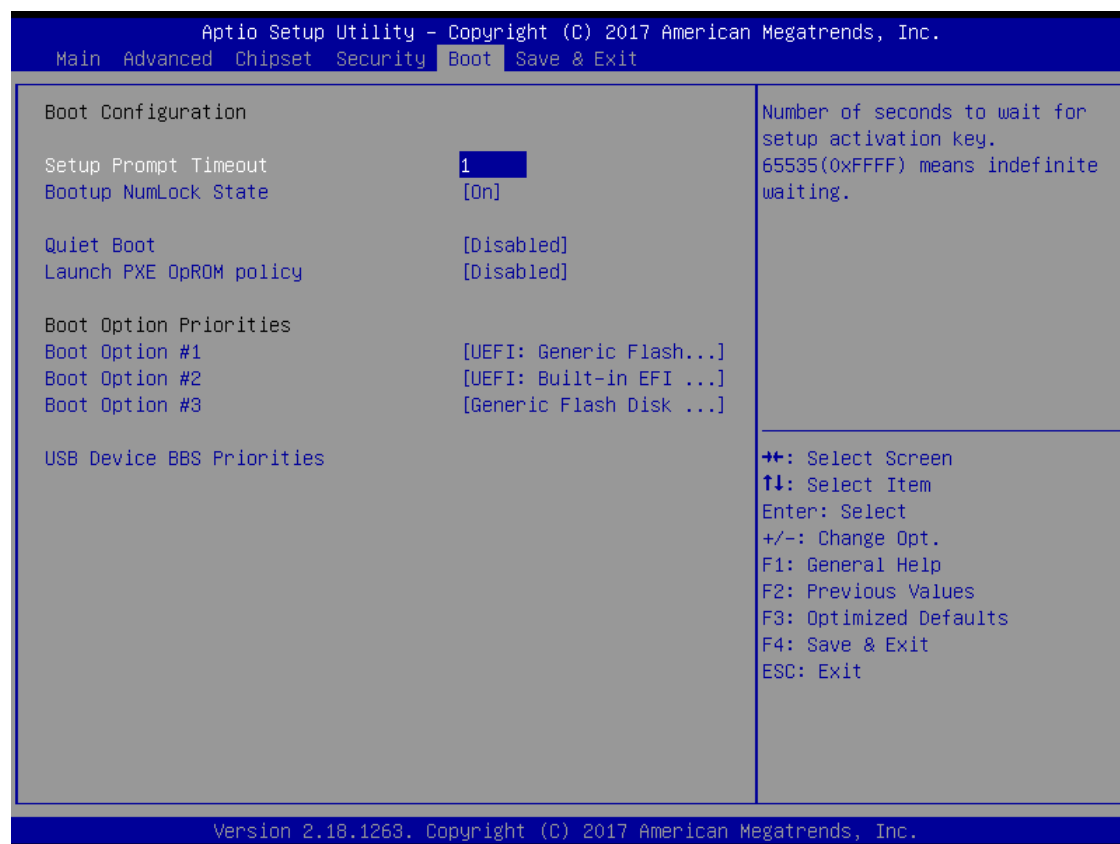 Aptio Setup Utility – Copyright (C) 2017 American Megatrends, Inc.
Main Advanced Chipset Security Boot Save & Exit
Boot Configuration
Setup Prompt Timeout 1
Bootup NumLock State [On]
Quiet Boot [Disabled]
Launch PXE OpROM policy [Disabled]
Boot Option Priorities
Boot Option #1 [UEFI: Generic Flash...]
Boot Option #2 [UEFI: Built-in EFI ...]
Boot Option #3 [Generic Flash Disk ...]
USB Device BBS Priorities
Number of seconds to wait for
setup activation key.
65535(0xFFFF) means indefinite
waiting.
→←: Select Screen
↑↓: Select Item
Enter: Select
+/-: Change Opt.
F1: General Help
F2: Previous Values
F3: Optimized Defaults
F4: Save & Exit
ESC: Exit
Version 2.18.1263. Copyright (C) 2017 American Megatrends, Inc.